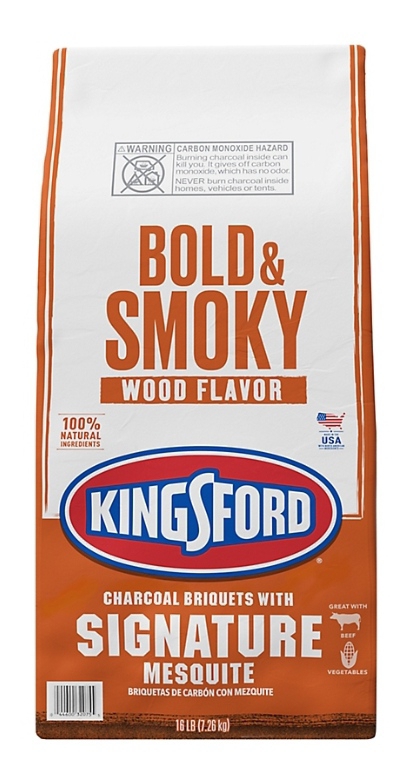 WARNING
CARBON MONOXIDE HAZARD
Burning charcoal inside can
kill you. It gives off carbon
monoxide, which has no odor.
NEVER burn charcoal inside
homes, vehicles or tents.
BOLD &
SMOKY
WOOD FLAVOR
100%
NATURAL
INGREDIENTS
USA
KINGSFORD
®
CHARCOAL BRIQUETS WITH
SIGNATURE
MESQUITE
BRIQUETAS DE CARBÓN CON MEZQUITE
GREAT WITH
BEEF
VEGETABLES
16 LB (7.26 kg)